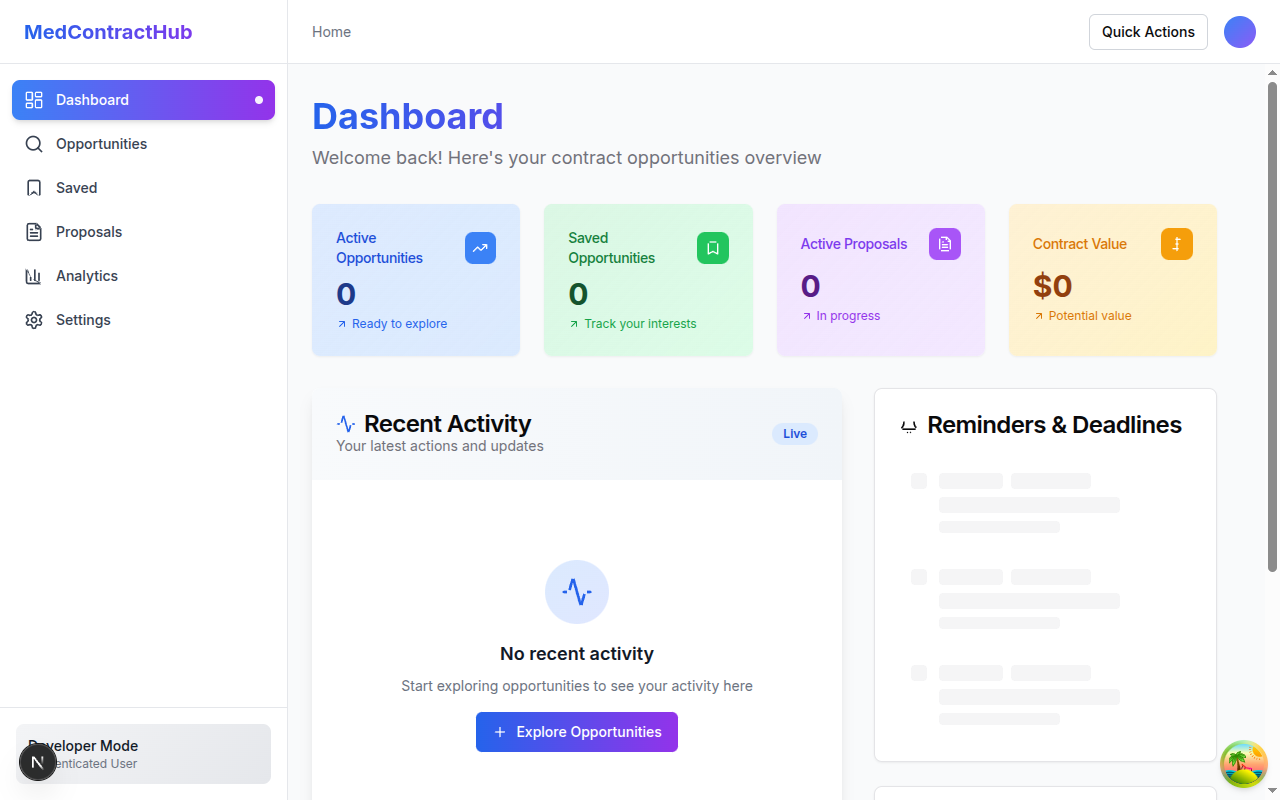 MedContractHub
Home
Quick Actions
Dashboard
Opportunities
Saved
Proposals
Analytics
Settings
Dashboard
Welcome back! Here's your contract opportunities overview
Active
Opportunities
0
Ready to explore
Saved
Opportunities
0
Track your interests
Active Proposals
0
In progress
Contract Value
$0
Potential value
Recent Activity
Your latest actions and updates
Live
No recent activity
Start exploring opportunities to see your activity here
Explore Opportunities
Reminders & Deadlines
Mode
User
N